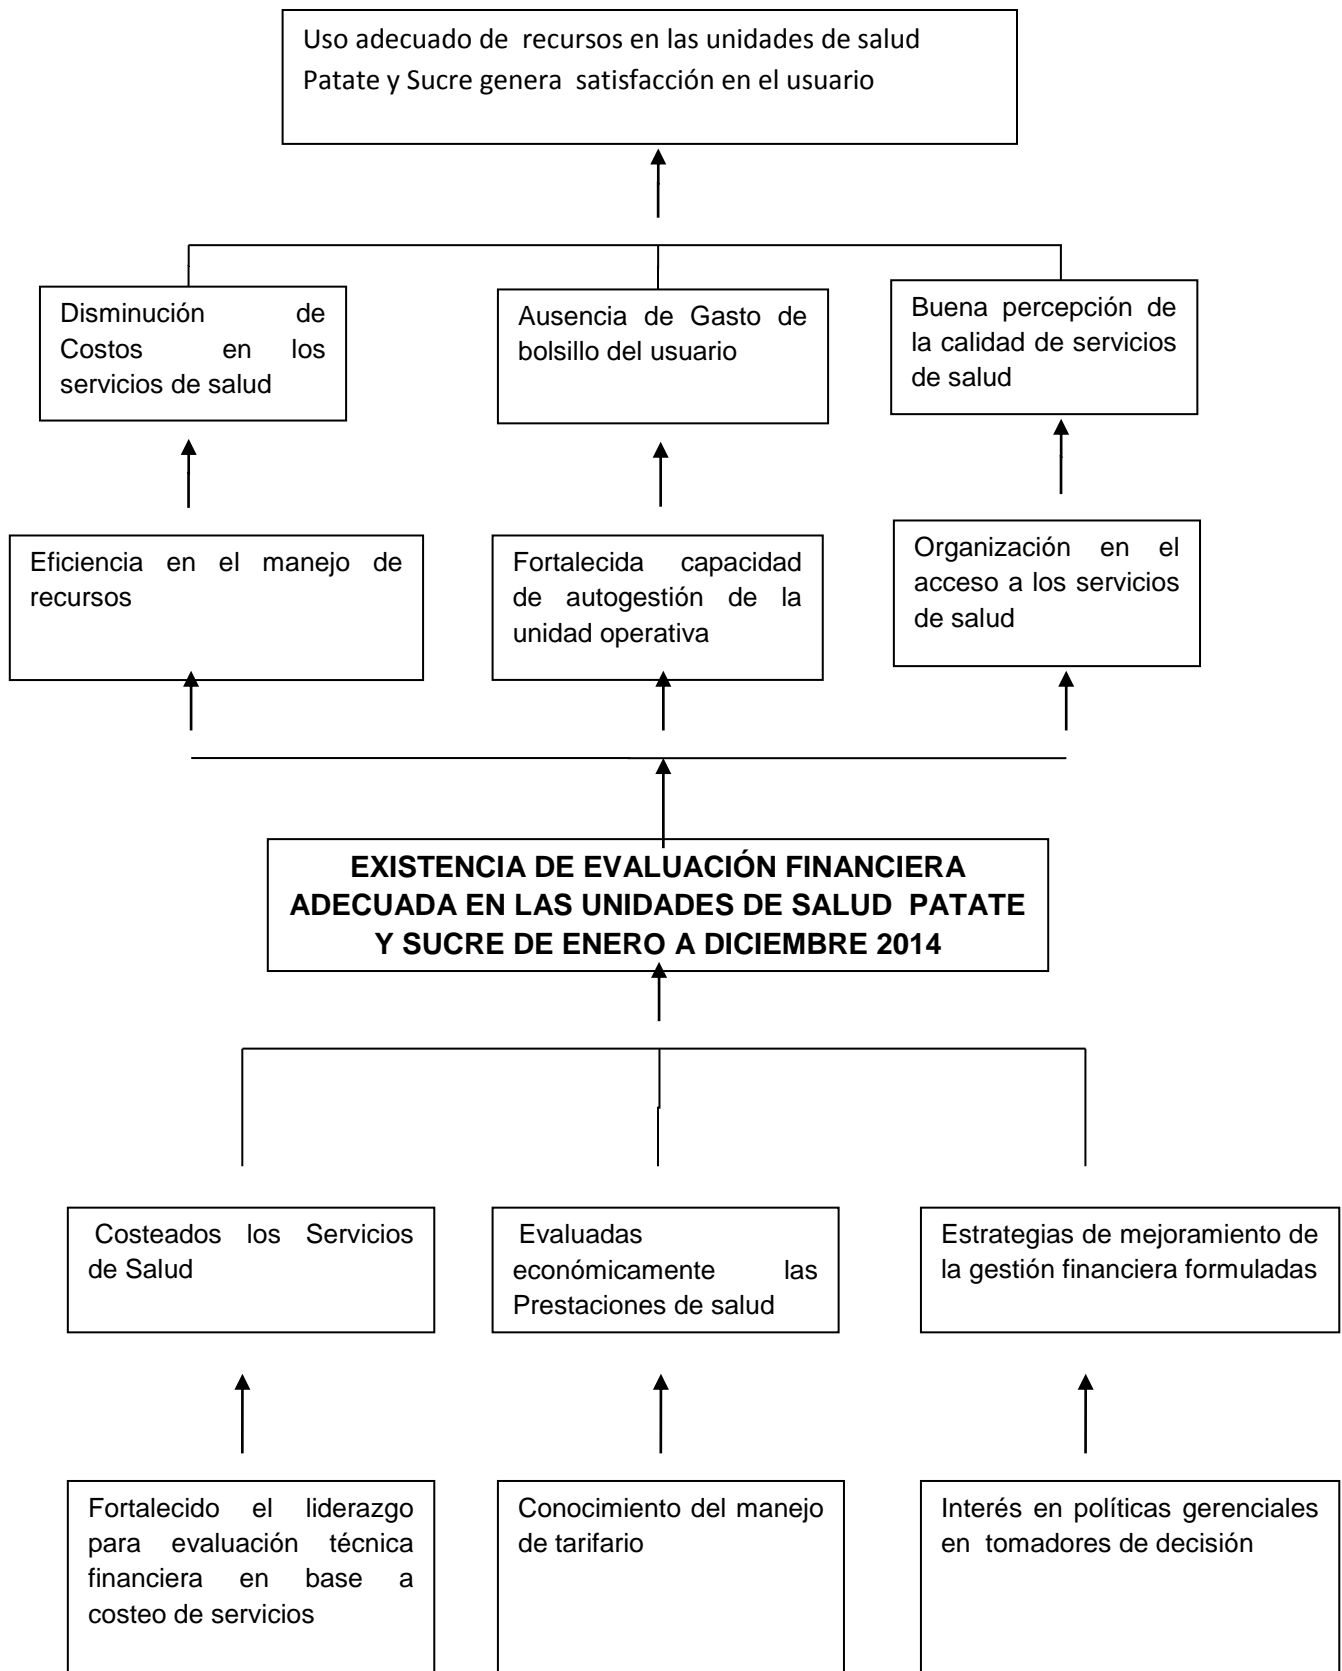 Uso adecuado de recursos en las unidades de salud
Patate y Sucre genera satisfacción en el usuario
Disminución de
Costos en los
servicios de salud
Ausencia de Gasto de
bolsillo del usuario
Buena percepción de
la calidad de servicios
de salud
Eficiencia en el manejo de
recursos
Fortalecida capacidad
de autogestión de la
unidad operativa
Organización en el
acceso a los servicios
de salud
EXISTENCIA DE EVALUACIÓN FINANCIERA
ADECUADA EN LAS UNIDADES DE SALUD PATATE
Y SUCRE DE ENERO A DICIEMBRE 2014
Costeados los Servicios
de Salud
Evaluadas
económicamente las
Prestaciones de salud
Estrategias de mejoramiento de
la gestión financiera formuladas
Fortalecido el liderazgo
para evaluación técnica
financiera en base a
costeo de servicios
Conocimiento del manejo
de tarifario
Interés en políticas gerenciales
en tomadores de decisión